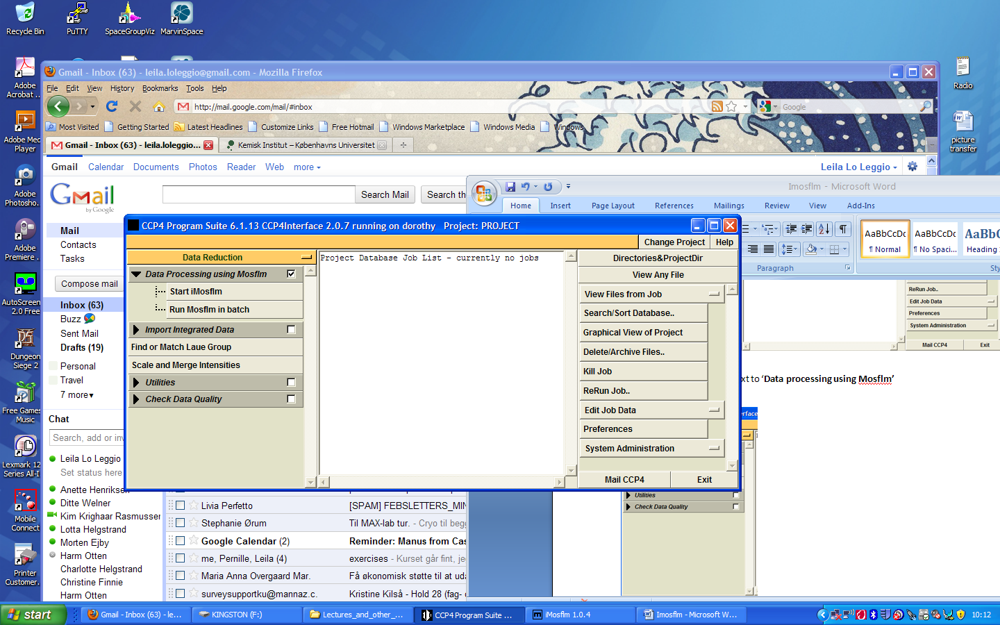 Recycle Bin
PuTTY
SpaceGroupViz
MarvinSpace
Adobe
Acrobat ...
Adobe Med
Player
Adobe
Photosho...
Adobe
Premiere ...
AutoScreen
2.0 Free
Dungeon
Siege 2
Free Games
Music
Lexmark 12
Series All-I
Mobile
Connect
Printer
Customer...
Radio
picture
transfer
Gmail - Inbox (63) - leila.loleggio@gmail.com - Mozilla Firefox
File Edit View History Bookmarks Tools Help
http://mail.google.com/mail/#inbox
Google
Most Visited Getting Started Latest Headlines Customize Links Free Hotmail Windows Marketplace Windows Media Windows
Gmail - Inbox (63) - leila.loleggio...
Kemisk Institut – Københavns Universitet
Gmail Calendar Documents Photos Reader Web more
Leila Lo Leggio
Gmail
by Google
Search Mail
Search th
Mail
Contacts
Tasks
Compose mail
Inbox (63)
Buzz
Sent Mail
Drafts (19)
Personal
Travel
7 more
Chat
Search, add or inv
Leila Lo Leggio
Set status here
Anette Henriksen
Ditte Welner
Kim Krighaar Rasmussen
Lotta Helgstrand
Morten Ejby
Harm Otten
Charlotte Helgstrand
Christine Finnie
Harm Otten
Livia Perfetto [SPAM] FEBSLETTERS_MIN
Stephanie Ørum Til MAX-lab tur. - Cryo til begg
Google Calendar (2) Reminder: Manus from Cas
me, Pernille, Leila (4) exercises - Kurset går fint, je
Maria Anna Overgaard Mar. Få økonomisk støtte til at uda
surveysupportku@mannaz.c. Kristine Kilså - Hold 28 (fag- o
Imosflm - Microsoft Word
Home Insert Page Layout References Mailings Review View Add-Ins
AaBbCcDc AaBbCcDc AaBbC
¶ Normal ¶ No Spaci... Heading
Paragraph
Sty
ReRun Job..
Edit Job Data
Preferences
System Administration
Mail CCP4 Exit
xt to ‘Data processing using Mosflm’
erface
Utilities
Check Data Quality
CCP4 Program Suite 6.1.13 CCP4Interface 2.0.7 running on dorothy Project: PROJECT
Change Project Help
Data Reduction
Data Processing using Mosflm
Start iMosflm
Run Mosflm in batch
Import Integrated Data
Find or Match Laue Group
Scale and Merge Intensities
Utilities
Check Data Quality
Project Database Job List - currently no jobs
Directories&ProjectDir
View Any File
View Files from Job
Search/Sort Database..
Graphical View of Project
Delete/Archive Files..
Kill Job
ReRun Job..
Edit Job Data
Preferences
System Administration
Mail CCP4 Exit
start
Gmail - Inbox (63) - le...
KINGSTON (F:)
Lectures_and_other_...
CCP4 Program Suite ...
iMosflm 1.0.4
Imosflm - Microsoft W...
10:12